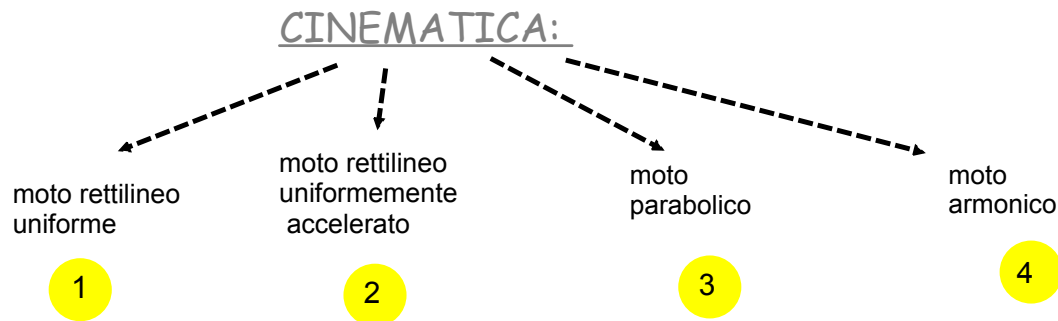 CINEMATICA:
moto rettilineo
uniforme
1
moto rettilineo
uniformemente
accelerato
2
moto
parabolico
3
moto
armonico
4